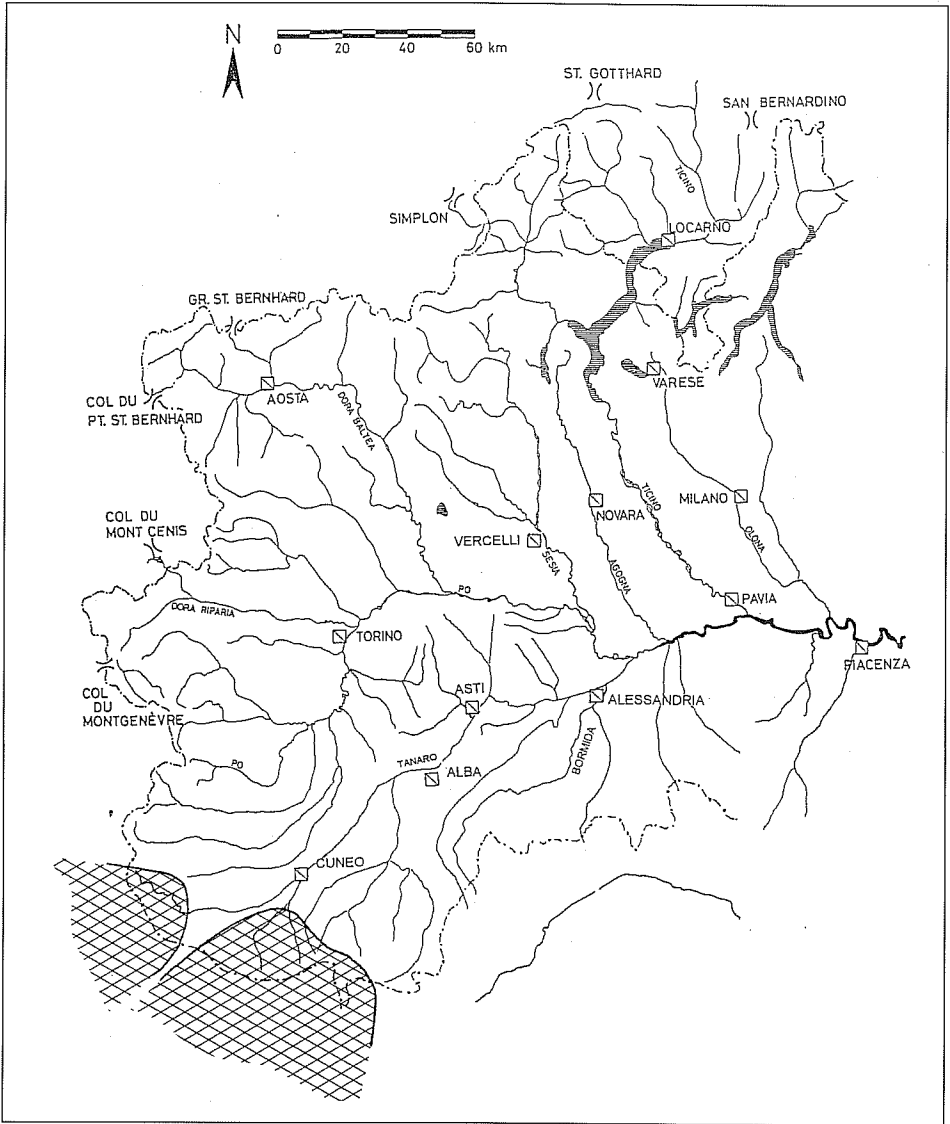 N
0 20 40 60 km
ST. GOTTHARD
SAN BERNARDINO
TICINO
SIMPLON
LOCARNO
GR. ST. BERNHARD
VARESE
AOSTA
COL DU
PT. ST. BERNHARD
DORA BALTEA
TICINO
MILANO
NOVARA
COL DU
MONT CENIS
VERCELLI
OLONA
SESIA
AGOGNA
PO
PAVIA
DORA RIPARIA
TORINO
PIACENZA
COL
DU
MONTGENÈVRE
ASTI
ALESSANDRIA
BORMIDA
TANARO
PO
ALBA
CUNEO